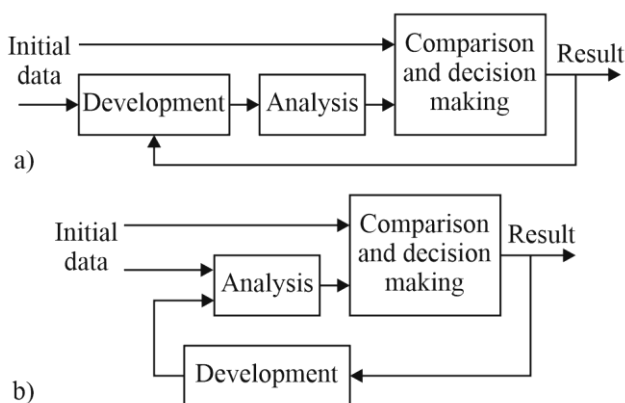 Initial
data
Development
Analysis
Comparison
and decision
making
Result
a)
Initial
data
Analysis
Comparison
and decision
making
Result
Development
b)